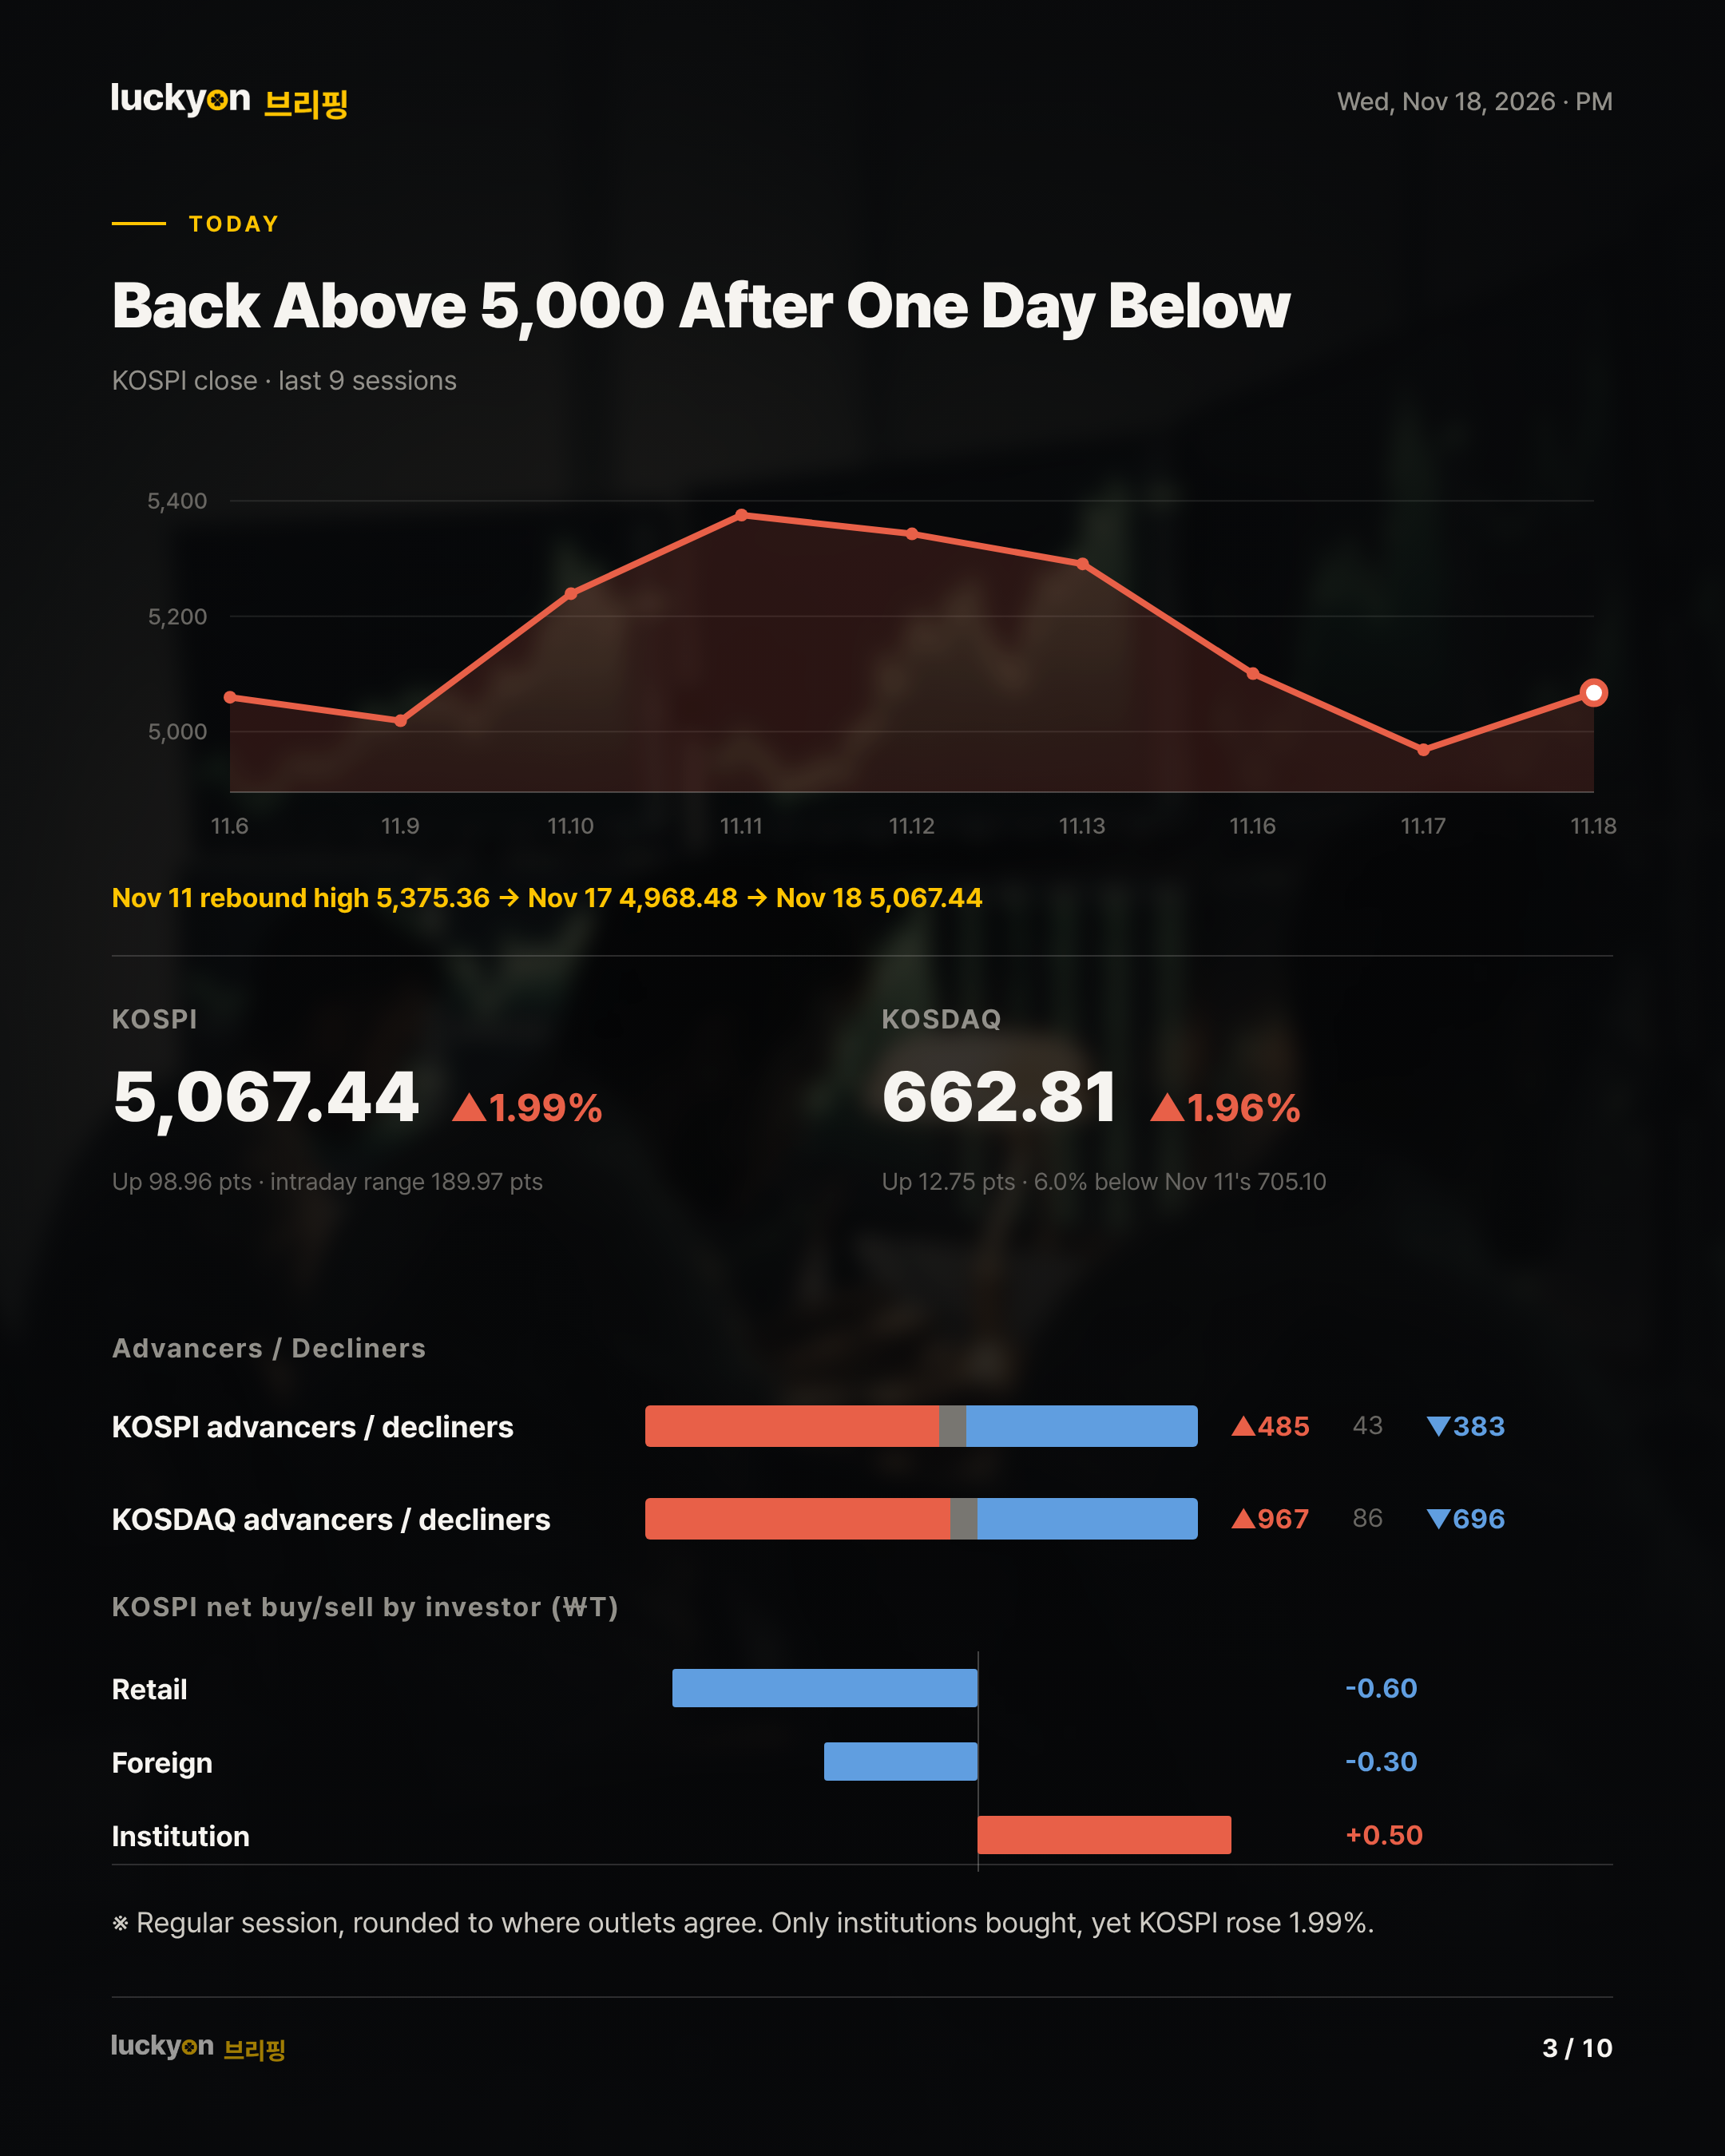 luckyon 브리핑
Wed, Nov 18, 2026 · PM
TODAY
Back Above 5,000 After One Day Below
KOSPI close · last 9 sessions
5,400
5,200
5,000
11.6 11.9 11.10 11.11 11.12 11.13 11.16 11.17 11.18
Nov 11 rebound high 5,375.36 → Nov 17 4,968.48 → Nov 18 5,067.44
KOSPI
5,067.44 ▲1.99%
Up 98.96 pts · intraday range 189.97 pts
KOSDAQ
662.81 ▲1.96%
Up 12.75 pts · 6.0% below Nov 11's 705.10
Advancers / Decliners
KOSPI advancers / decliners ▲485 43 ▼383
KOSDAQ advancers / decliners ▲967 86 ▼696
KOSPI net buy/sell by investor (₩T)
Retail -0.60
Foreign -0.30
Institution +0.50
※ Regular session, rounded to where outlets agree. Only institutions bought, yet KOSPI rose 1.99%.
luckyon 브리핑
3 / 10